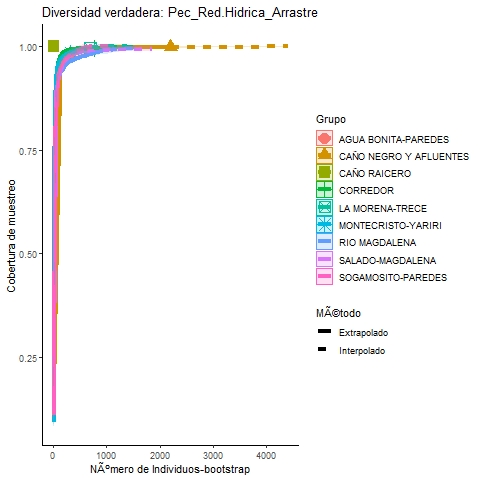 Diversidad verdadera: Pec_Red.Hidrica_Arrastre
1.00
0.75
0.50
0.25
Cobertura de muestreo
0
1000
2000
3000
4000
NÃºmero de Individuos-bootstrap
Grupo
AGUA BONITA-PAREDES
CAÑO NEGRO Y AFLUENTES
CAÑO RAICERO
CORREDOR
LA MORENA-TRECE
MONTECRISTO-YARIRI
RIO MAGDALENA
SALADO-MAGDALENA
SOGAMOSITO-PAREDES
MÃ©todo
Extrapolado
Interpolado